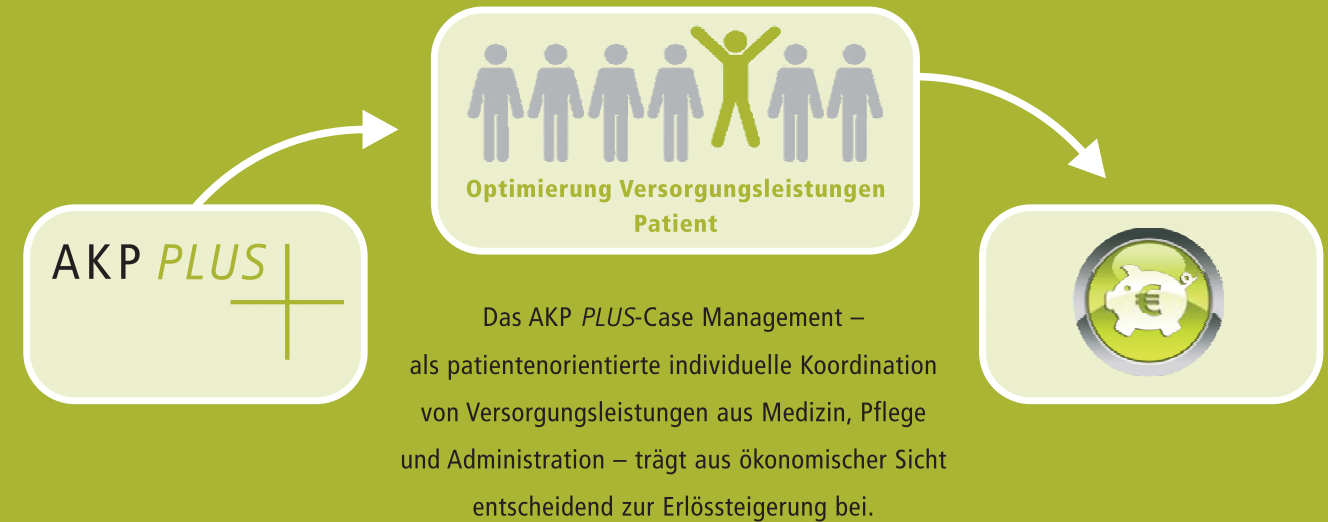 Optimierung Versorgungsleistungen
Patient
AKP PLUS
€
Das AKP PLUS-Case Management –
als patientenorientierte individuelle Koordination
von Versorgungsleistungen aus Medizin, Pflege
und Administration – trägt aus ökonomischer Sicht
entscheidend zur Erlössteigerung bei.